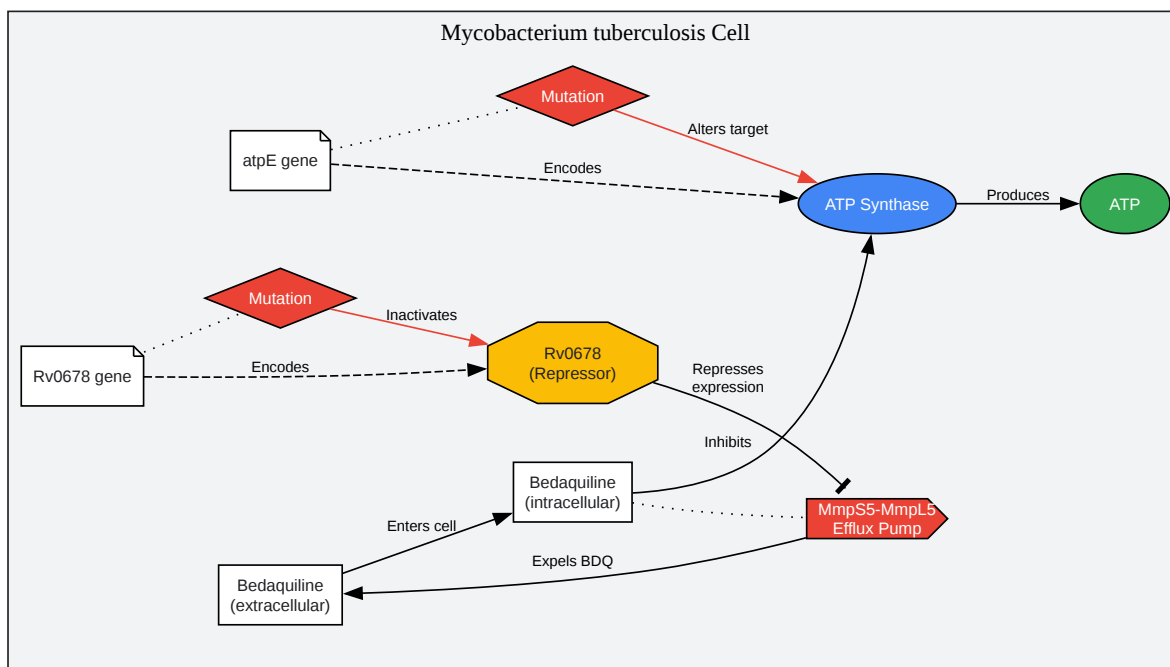 Mycobacterium tuberculosis Cell
Mutation
Alters target
atpE gene
Encodes
ATP Synthase
Produces
ATP
Mutation
Inactivates
Rv0678 gene
Encodes
Rv0678
(Repressor)
Represses
expression
Inhibits
Bedaquiline
(intracellular)
MmpS5-MmpL5
Efflux Pump
Enters cell
Expels BDQ
Bedaquiline
(extracellular)